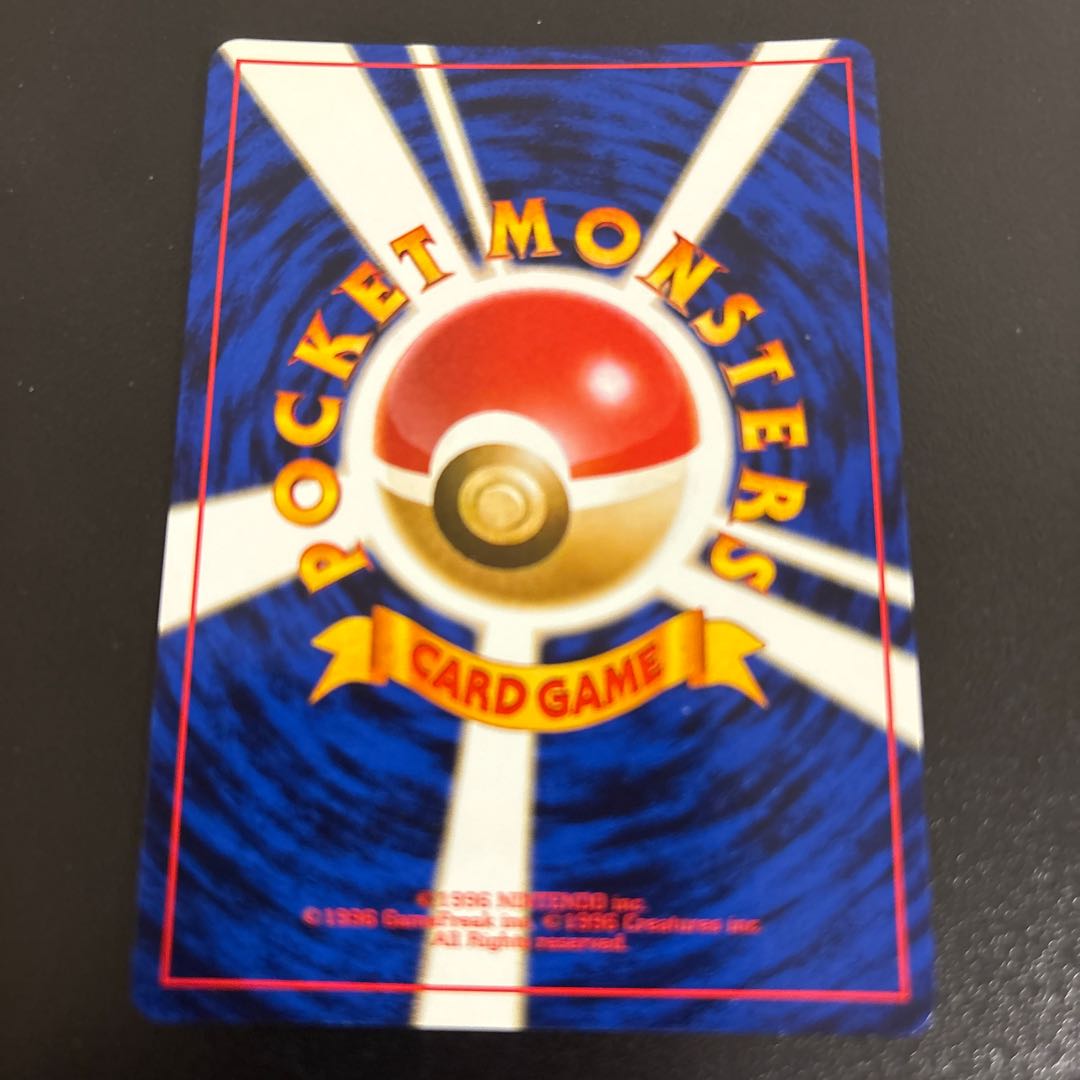 POCKET MONSTERS
CARD GAME
©1996 NINTENDO inc.
©1996 GameFreak inc. ©1996 Creatures inc.
All Rights reserved.